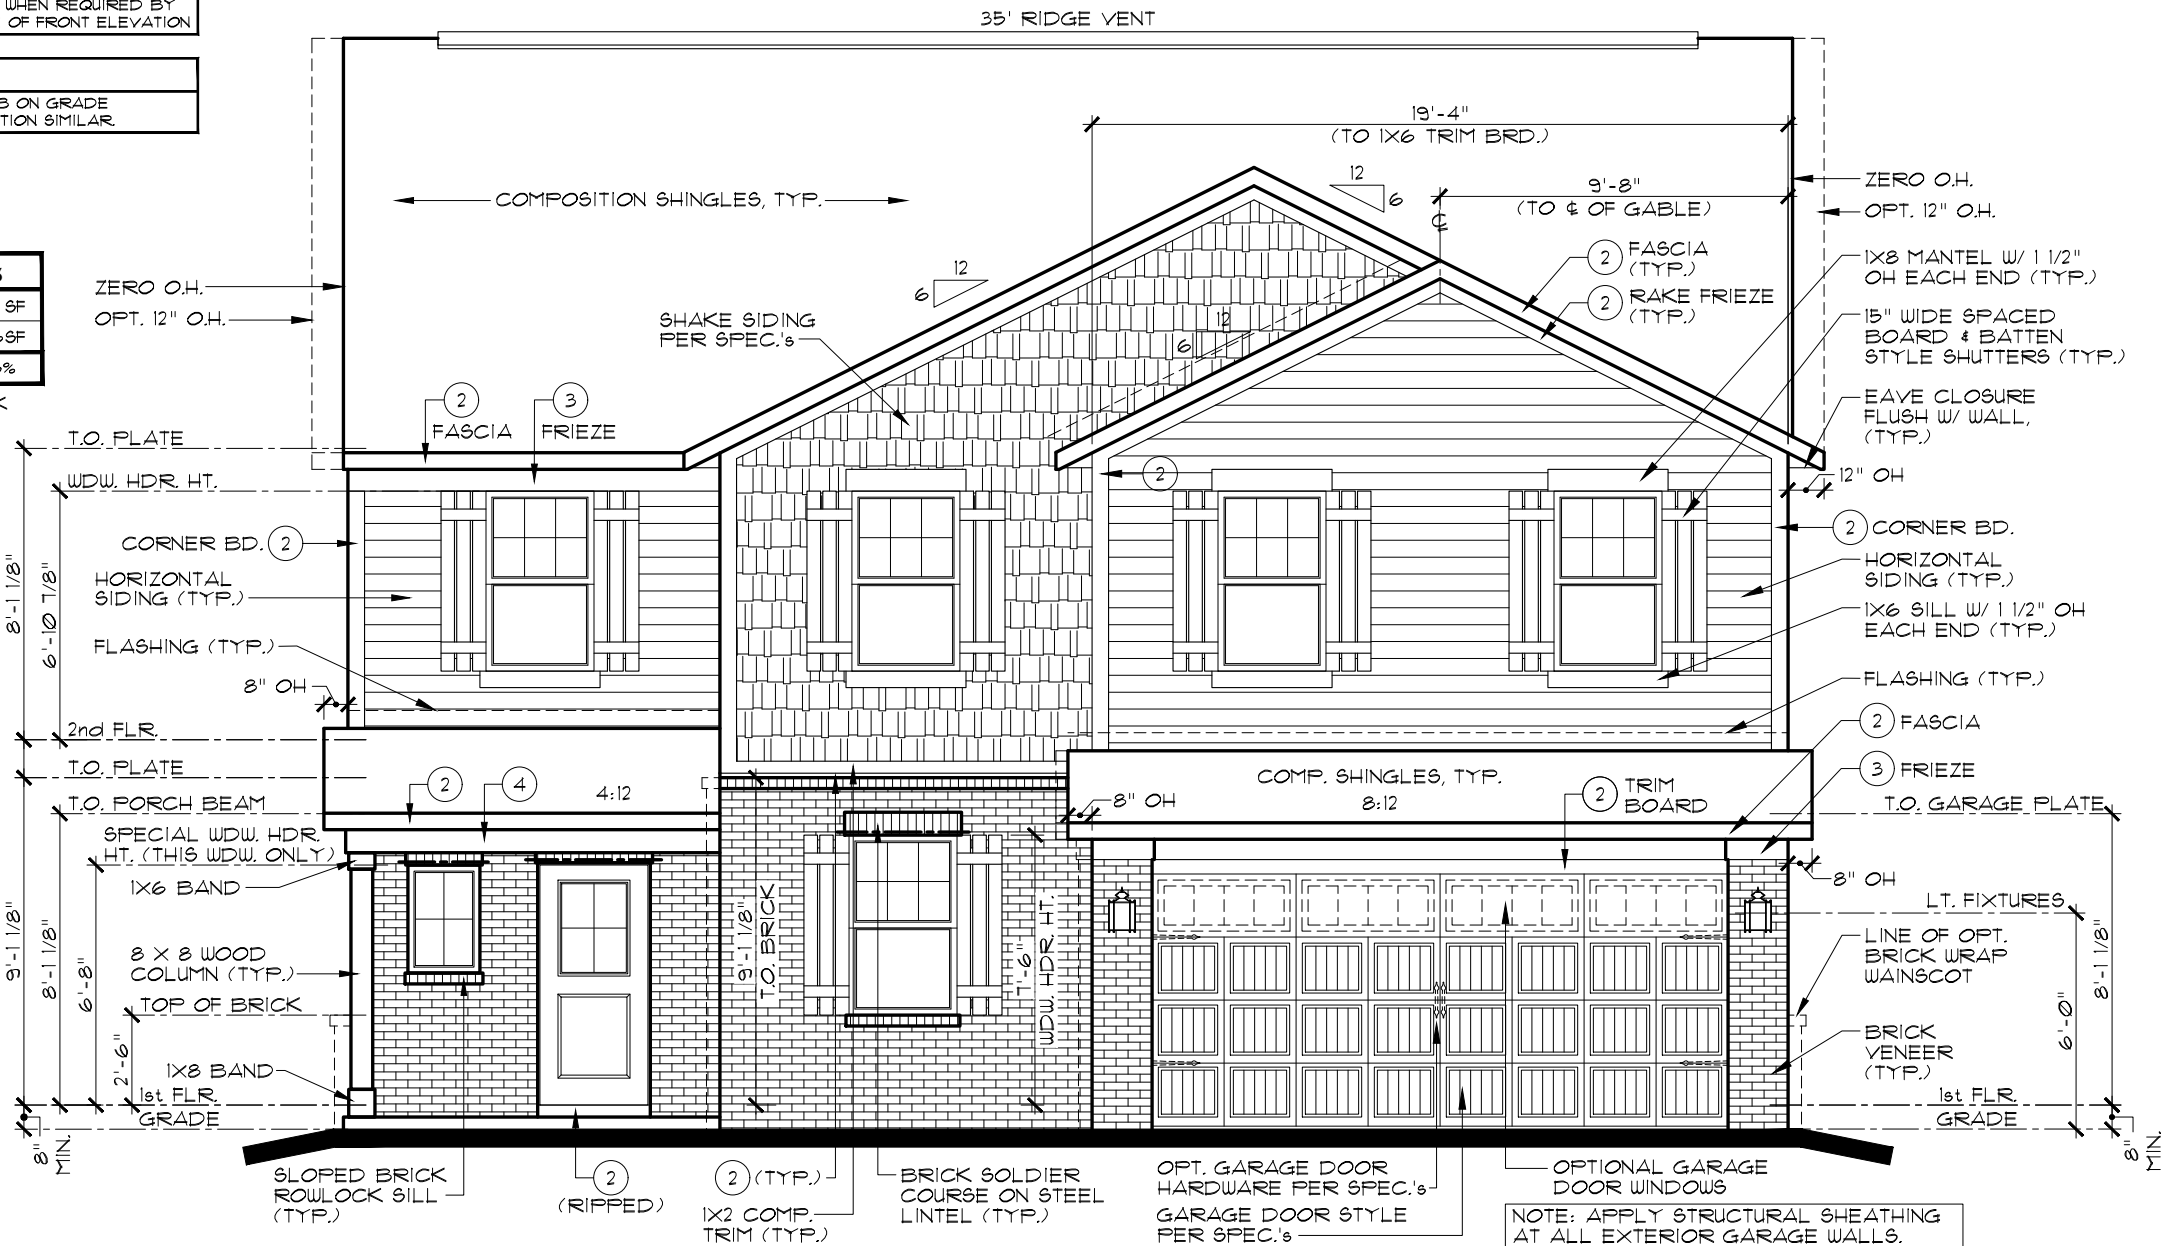 WHEN REQUIRED BY
OF FRONT ELEVATION
ON GRADE
TION SIMILAR.
SF
SF
%
35' RIDGE VENT
19'-4"
(TO 1X6 TRIM BRD.)
12
6
9'-8"
(TO ℄ OF GABLE)
℄
COMPOSITION SHINGLES, TYP.
ZERO O.H.
OPT. 12" O.H.
ZERO O.H.
OPT. 12" O.H.
12
6
SHAKE SIDING
PER SPEC.'s
12
6
2 FASCIA
(TYP.)
2 RAKE FRIEZE
(TYP.)
1X8 MANTEL W/ 1 1/2"
OH EACH END (TYP.)
15" WIDE SPACED
BOARD & BATTEN
STYLE SHUTTERS (TYP.)
EAVE CLOSURE
FLUSH W/ WALL,
(TYP.)
12" OH
2
FASCIA
3
FRIEZE
2
T.O. PLATE
WDW. HDR. HT.
CORNER BD. 2
HORIZONTAL
SIDING (TYP.)
FLASHING (TYP.)
8" OH
8'-1 1/8"
6'-10 7/8"
2nd FLR.
T.O. PLATE
T.O. PORCH BEAM
SPECIAL WDW. HDR.
HT. (THIS WDW. ONLY)
1X6 BAND
8 X 8 WOOD
COLUMN (TYP.)
TOP OF BRICK
1X8 BAND
1st FLR.
GRADE
9'-1 1/8"
8'-1 1/8"
6'-8"
2'-6"
8"
MIN.
2
4
4:12
2 CORNER BD.
HORIZONTAL
SIDING (TYP.)
1X6 SILL W/ 1 1/2" OH
EACH END (TYP.)
FLASHING (TYP.)
2 FASCIA
3 FRIEZE
COMP. SHINGLES, TYP.
8:12
2 TRIM
BOARD
8" OH
T.O. GARAGE PLATE
8" OH
LT. FIXTURES
LINE OF OPT.
BRICK WRAP
WAINSCOT
BRICK
VENEER
(TYP.)
1st FLR.
GRADE
6'-0"
8'-1 1/8"
8"
MIN.
9'-1 1/8"
T.O. BRICK
7'-6"
WDW. HDR. HT.
SLOPED BRICK
ROWLOCK SILL
(TYP.)
2
(RIPPED)
2 (TYP.)
1X2 COMP.
TRIM (TYP.)
BRICK SOLDIER
COURSE ON STEEL
LINTEL (TYP.)
OPT. GARAGE DOOR
HARDWARE PER SPEC.'s
GARAGE DOOR STYLE
PER SPEC.'s
OPTIONAL GARAGE
DOOR WINDOWS
NOTE: APPLY STRUCTURAL SHEATHING
AT ALL EXTERIOR GARAGE WALLS.